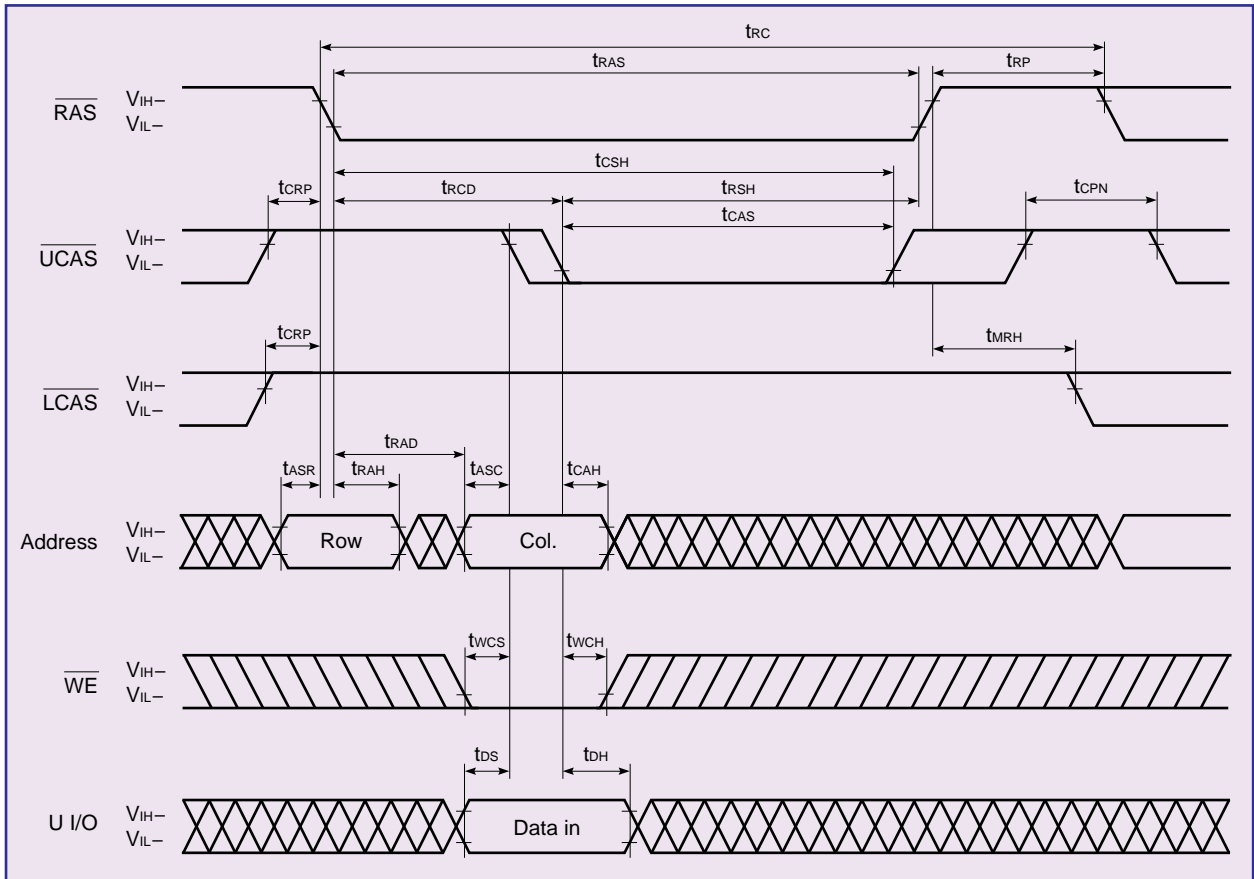 tRC
tRAS tRP
RAS VIH–
VIL–
tCSH
tCRP tRCD tRSH tCPN
tCAS
UCAS VIH–
VIL–
tCRP tMRH
LCAS VIH–
VIL–
tRAD
tASR tRAH tASC tCAH
Address VIH–
VIL–
Row Col.
tWCS tWCH
WE VIH–
VIL–
tDS tDH
U I/O VIH–
VIL–
Data in